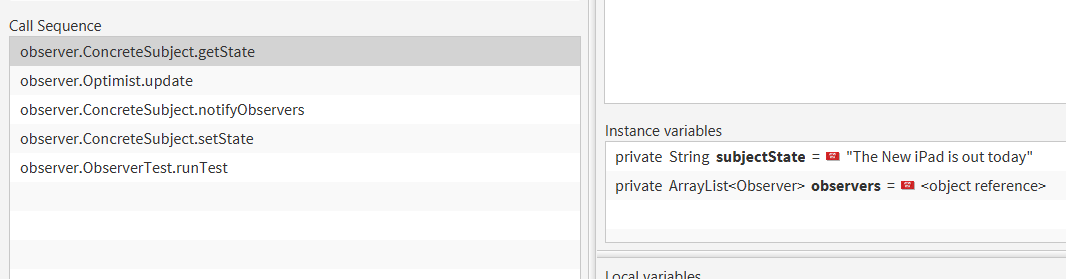 Call Sequence
observer.ConcreteSubject.getState
observer.Optimist.update
observer.ConcreteSubject.notifyObservers
observer.ConcreteSubject.setState
observer.ObserverTest.runTest
Instance variables
private String subjectState = "The New iPad is out today"
private ArrayList<Observer> observers = <object reference>
Local variables